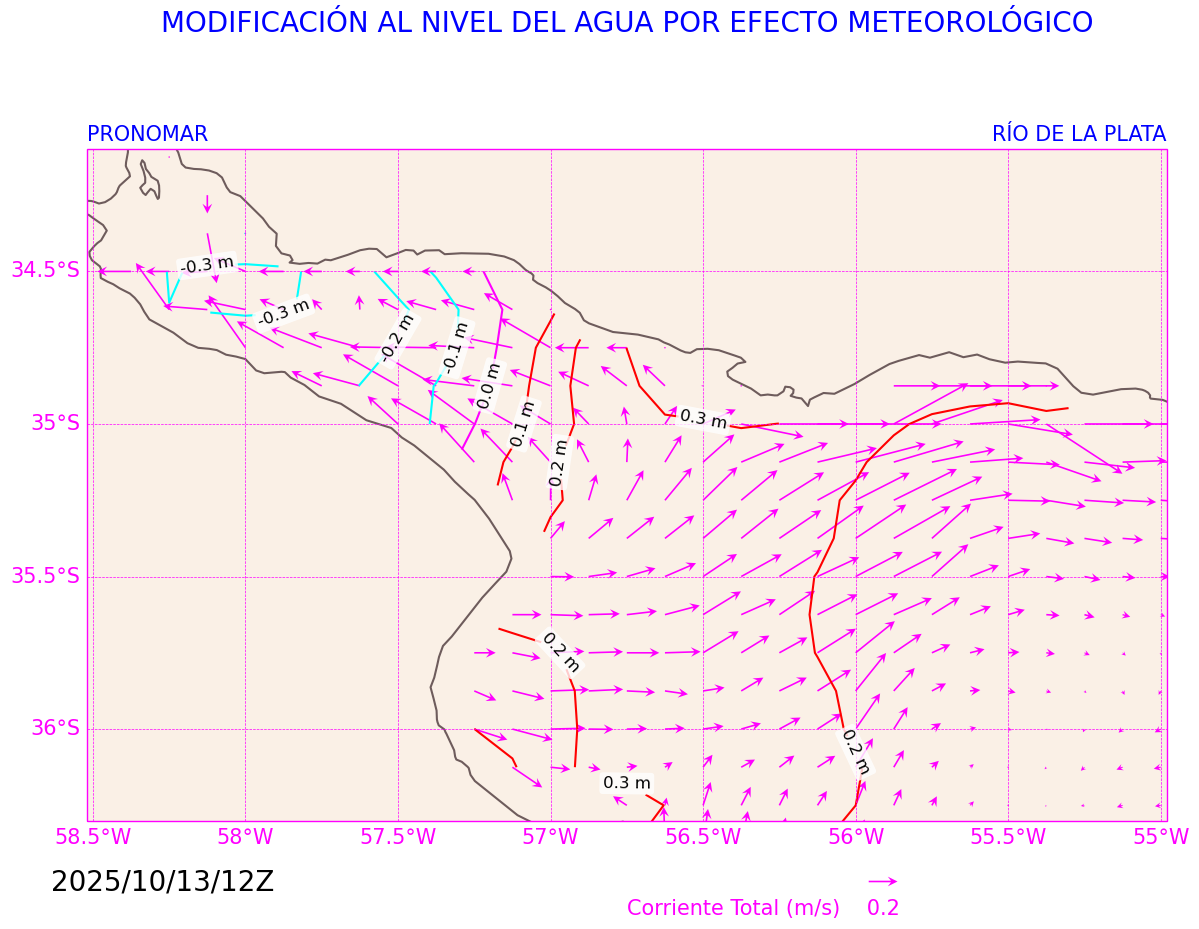 MODIFICACIÓN AL NIVEL DEL AGUA POR EFECTO METEOROLÓGICO
PRONOMAR
RÍO DE LA PLATA
34.5°S
35°S
35.5°S
36°S
-0.3 m
-0.3 m
-0.2 m
-0.1 m
0.0 m
0.1 m
0.2 m
0.3 m
0.2 m
0.2 m
0.3 m
58.5°W
58°W
57.5°W
57°W
56.5°W
56°W
55.5°W
55°W
2025/10/13/12Z
Corriente Total (m/s)
0.2